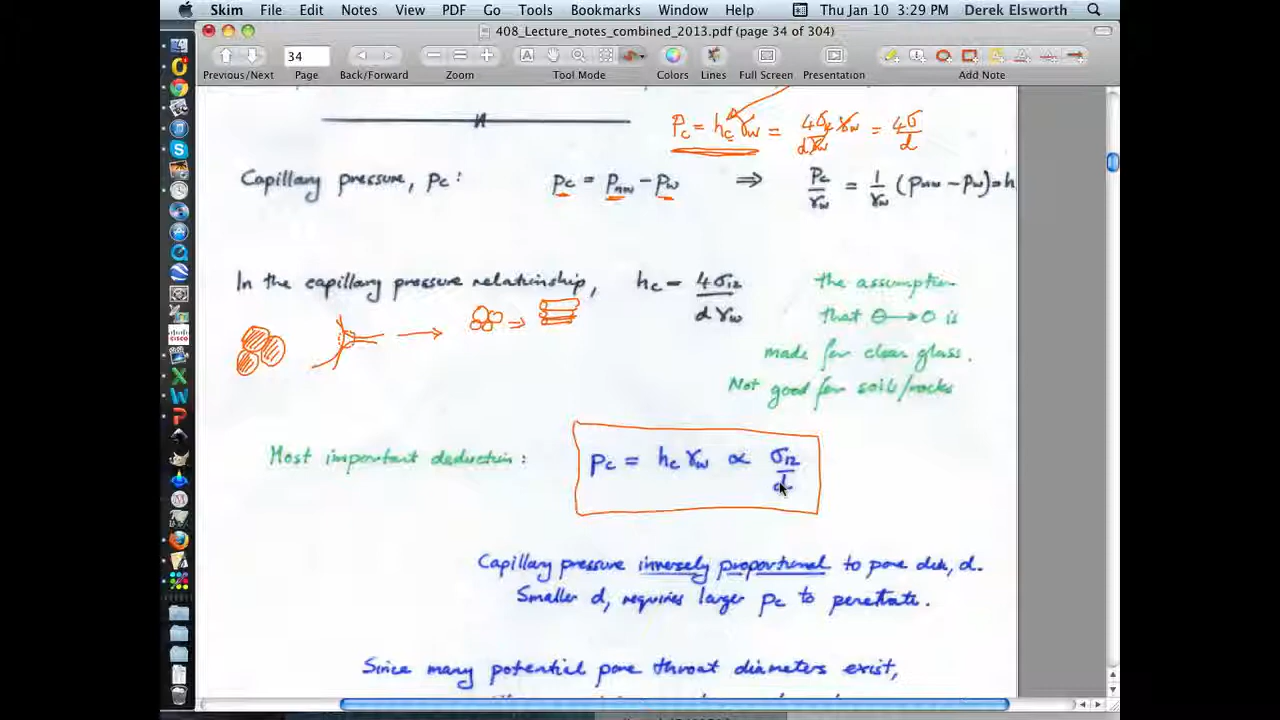 Skim File Edit Notes View PDF Go Tools Bookmarks Window Help Thu Jan 10 3:29 PM Derek Elsworth
408_Lecture_notes_combined_2013.pdf (page 34 of 304)
34
Previous/Next Page Back/Forward Zoom Tool Mode Colors Lines Full Screen Presentation Add Note
Pc = hc γw = 4σ γw / d γw = 4σ / d
Capillary pressure, pc: pc = pnw − pw ⇒ pc/γw = 1/γw (pnw − pw) = h
In the capillary pressure relationship, hc = 4σ12 / dγw
the assumption
that θ → 0 is
made for clean glass.
Not good for soils/rocks
Most important deduction: pc = hc γw ∝ σ12 / d
Capillary pressure inversely proportional to pore diam, d.
Smaller d, requires larger pc to penetrate.
Since many potential pore throat diameters exist,